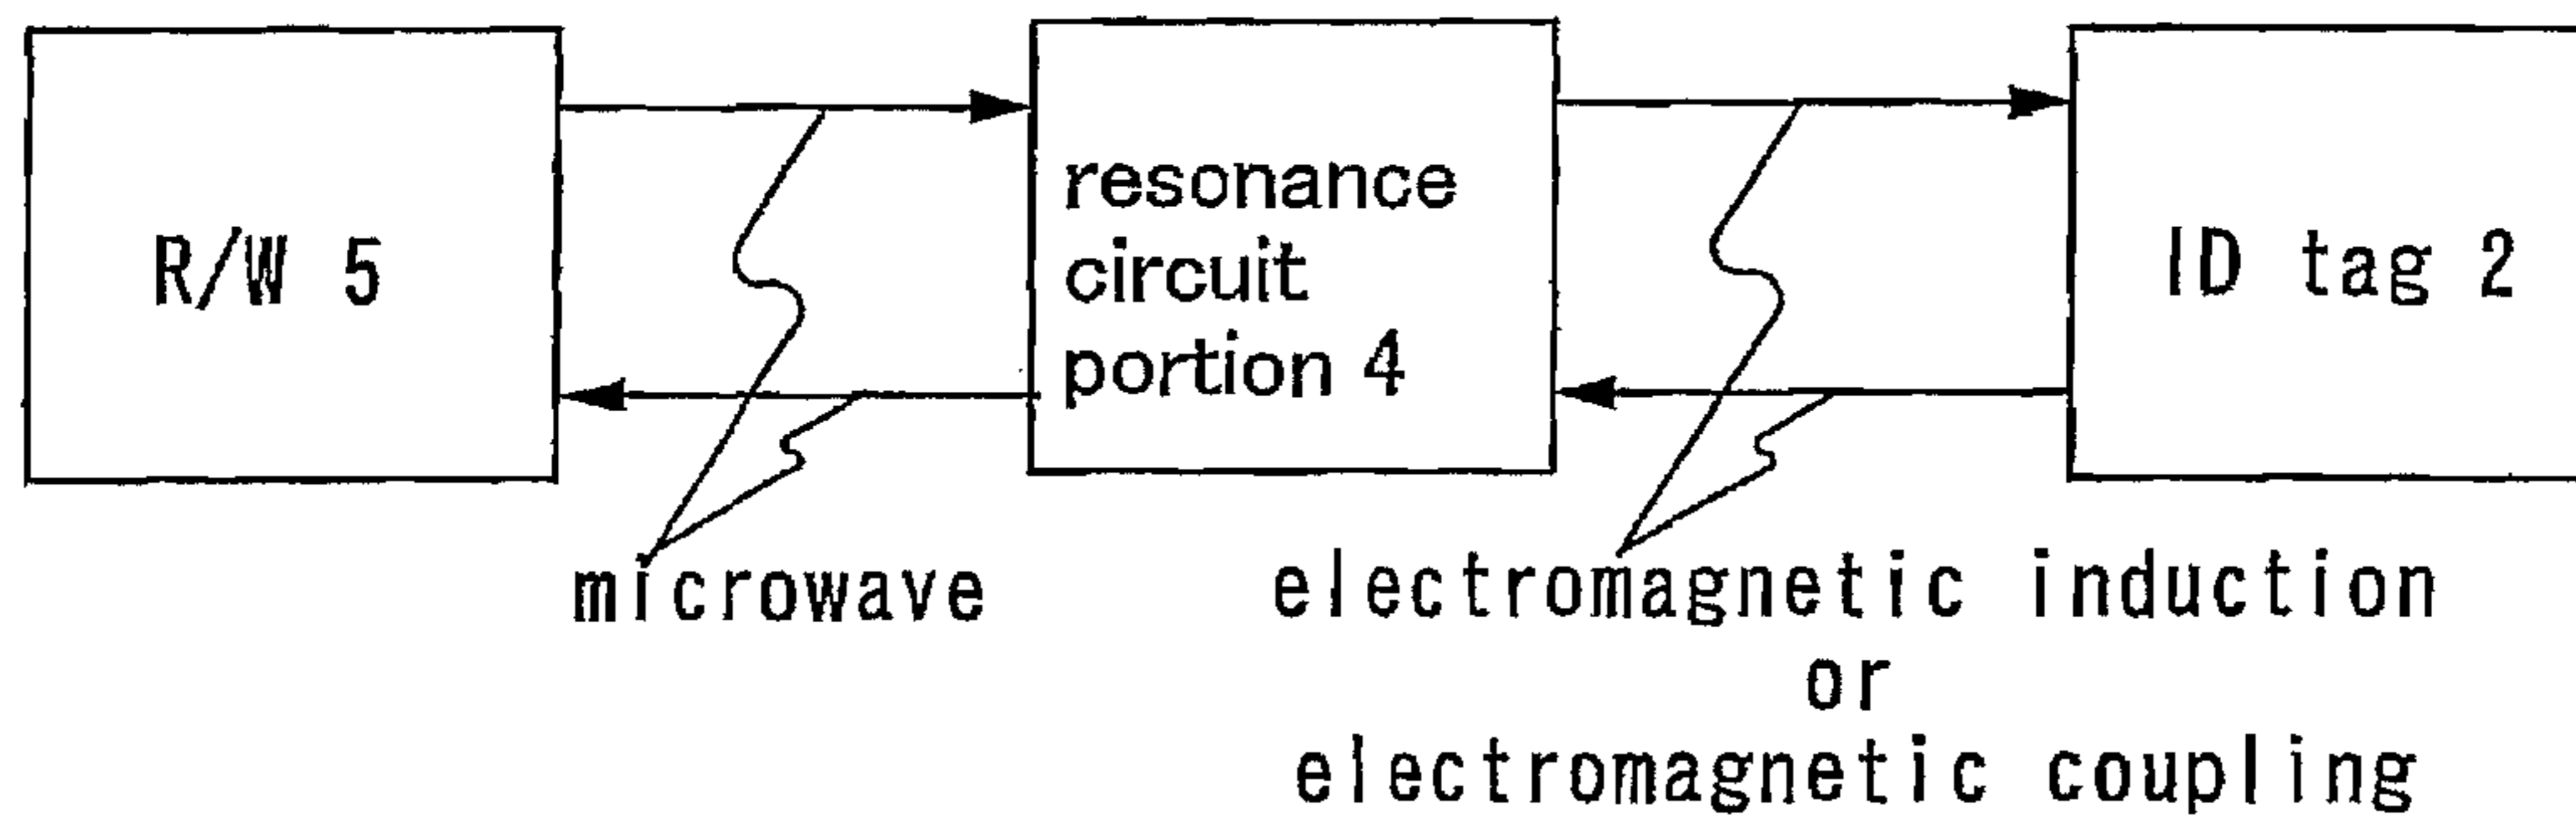 R/W 5
resonance
circuit
portion 4
ID tag 2
microwave
electromagnetic induction
or
electromagnetic coupling